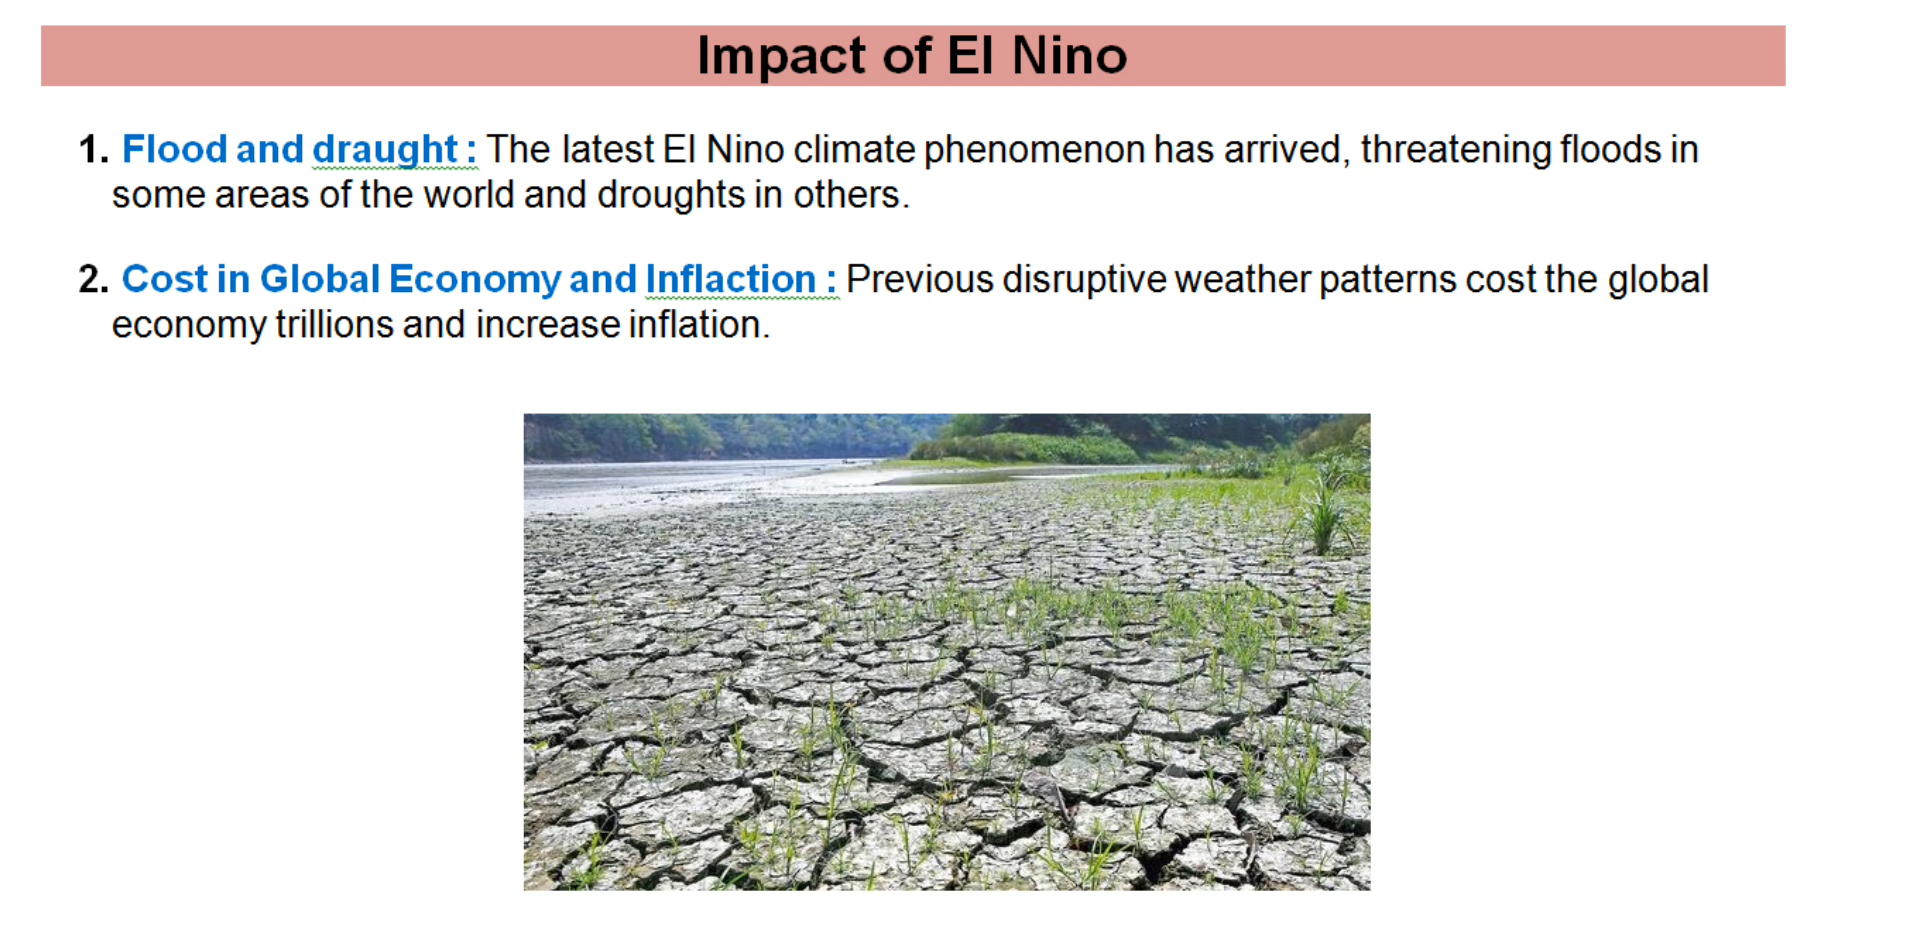 Impact of El Nino
1. Flood and draught : The latest El Nino climate phenomenon has arrived, threatening floods in
some areas of the world and droughts in others.
2. Cost in Global Economy and Inflaction : Previous disruptive weather patterns cost the global
economy trillions and increase inflation.